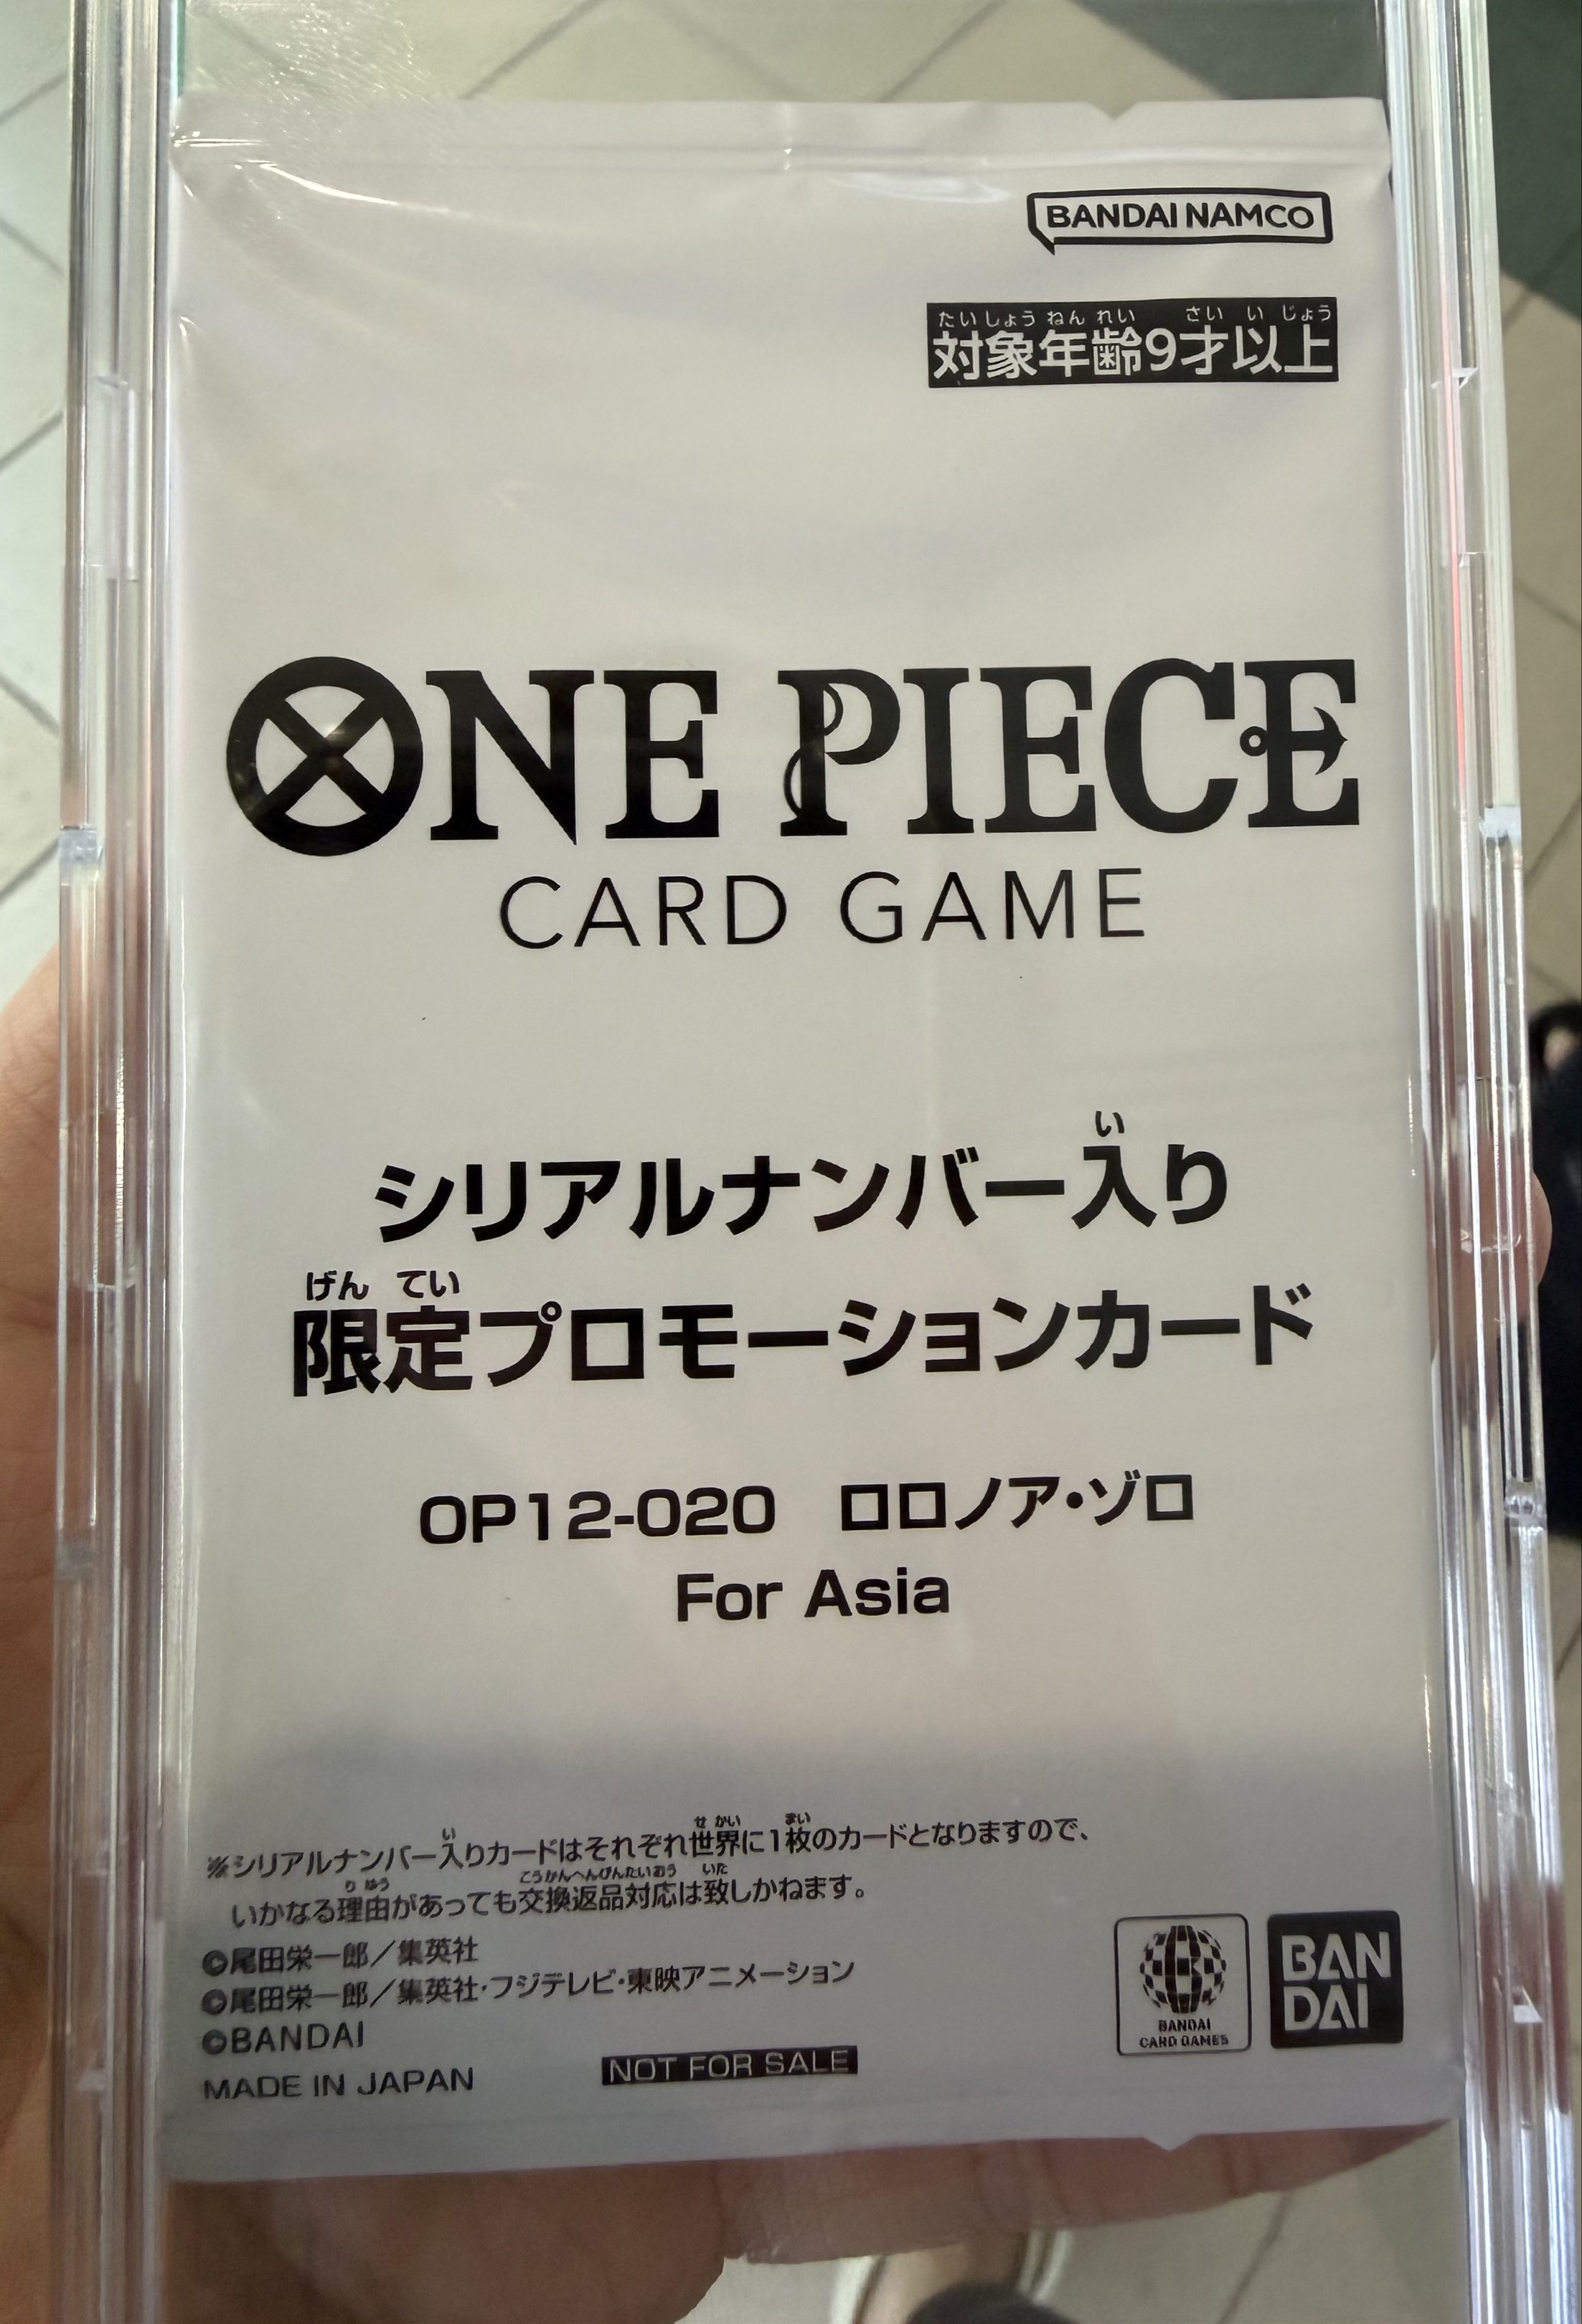 BANDAI NAMCO
たいしょうねんれい さいいじょう
対象年齢9才以上
ONE PIECE
CARD GAME
い
シリアルナンバー入り
げんてい
限定プロモーションカード
OP12-020 ロロノア・ゾロ
For Asia
い せかい まい
※シリアルナンバー入りカードはそれぞれ世界に1枚のカードとなりますので、
りゆう こうかんへんぴんたいおう いた
いかなる理由があっても交換返品対応は致しかねます。
©尾田栄一郎／集英社
©尾田栄一郎／集英社・フジテレビ・東映アニメーション
©BANDAI
MADE IN JAPAN
NOT FOR SALE
BANDAI
CARD GAMES
BAN
DAI